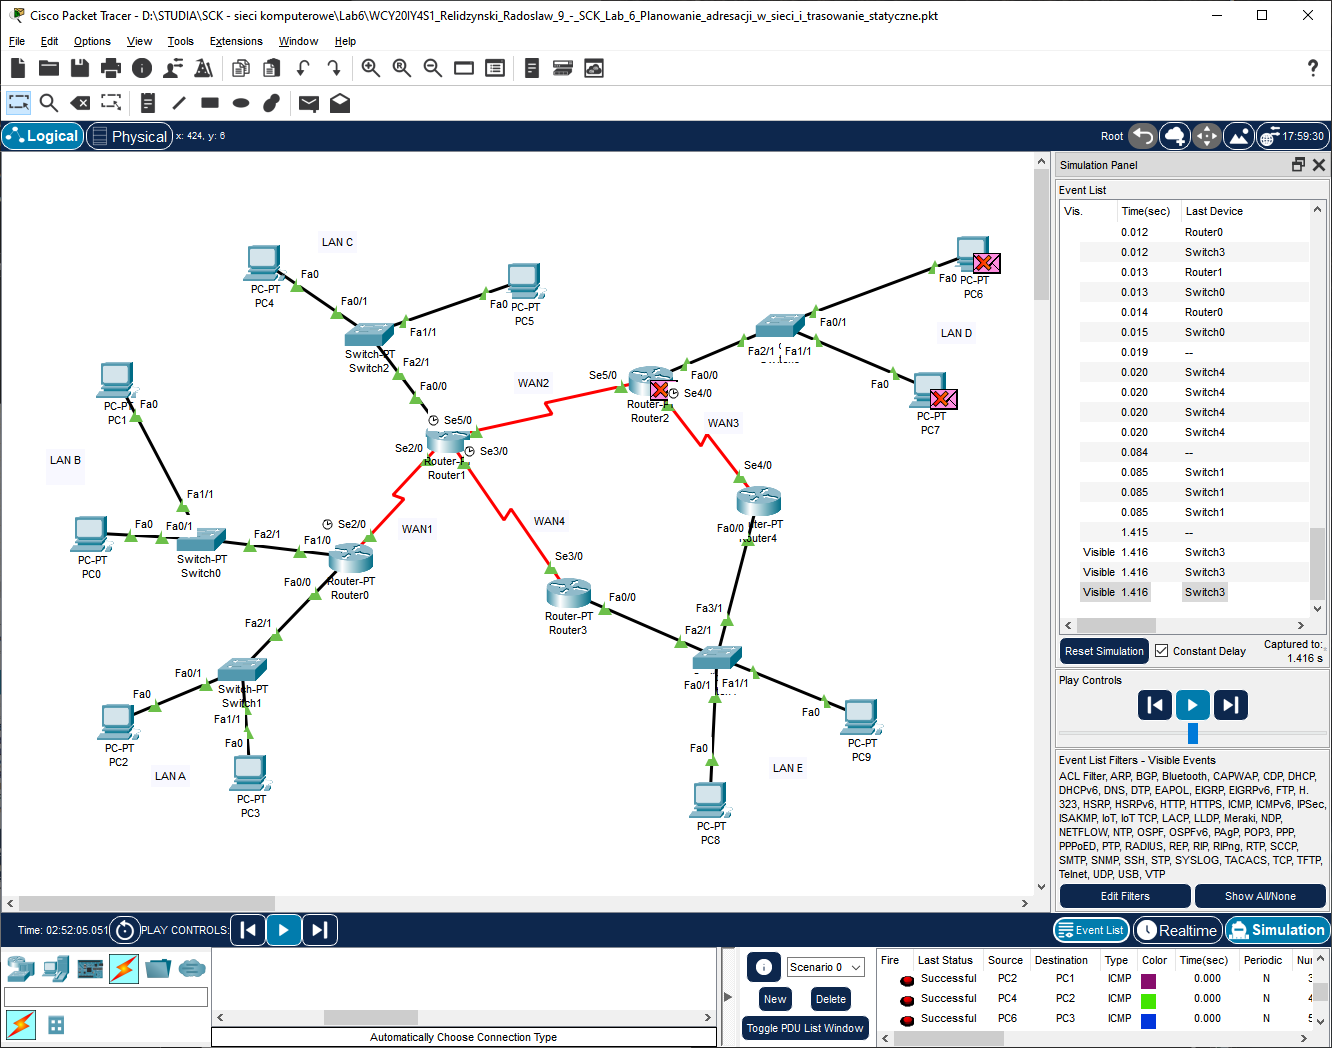 Cisco Packet Tracer - D:\STUDIA\SCK - sieci komputerowe\Lab6\WCY20IY4S1_Relidzynski_Radoslaw_9_-_SCK_Lab_6_Planowanie_adresacji_w_sieci_i_trasowanie_statyczne.pkt
File Edit Options View Tools Extensions Window Help
Logical Physical x: 424, y: 6 Root 17:59:30
LAN C
PC-PT
PC4
Fa0
Fa0/1
Fa0
PC-PT
PC5
Fa1/1
Switch-PT
Switch2
Fa2/1
Fa0/0
PC-PT
PC1
Fa0
LAN B
Fa1/1
PC-PT
PC0
Fa0
Fa0/1
Fa2/1
Switch-PT
Switch0
Se5/0
Se2/0
Se3/0
Router1
WAN2
WAN1
WAN4
Se2/0
Fa1/0
Fa0/0
Router-PT
Router0
Fa2/1
Fa0/1
Switch-PT
Switch1
Fa1/1
Fa0
PC-PT
PC2
Fa0
PC-PT
PC3
LAN A
Se5/0
Fa0/0
Se4/0
Router2
WAN3
Fa2/1
Fa1/1
Fa0/1
Fa0
PC-PT
PC6
LAN D
Fa0
PC-PT
PC7
Se4/0
Fa0/0
Router4
Se3/0
Fa0/0
Router-PT
Router3
Fa3/1
Fa2/1
Fa0/1
Fa1/1
Fa0
PC-PT
PC9
Fa0
PC-PT
PC8
LAN E
Simulation Panel
Event List
Vis. Time(sec) Last Device
0.012 Router0
0.012 Switch3
0.013 Router1
0.013 Switch0
0.014 Router0
0.015 Switch0
0.019 --
0.020 Switch4
0.020 Switch4
0.020 Switch4
0.020 Switch4
0.084 --
0.085 Switch1
0.085 Switch1
0.085 Switch1
1.415 --
Visible 1.416 Switch3
Visible 1.416 Switch3
Visible 1.416 Switch3
Reset Simulation Constant Delay Captured to:
1.416 s
Play Controls
Event List Filters - Visible Events
ACL Filter, ARP, BGP, Bluetooth, CAPWAP, CDP, DHCP,
DHCPv6, DNS, DTP, EAPOL, EIGRP, EIGRPv6, FTP, H.
323, HSRP, HSRPv6, HTTP, HTTPS, ICMP, ICMPv6, IPSec,
ISAKMP, IoT, IoT TCP, LACP, LLDP, Meraki, NDP,
NETFLOW, NTP, OSPF, OSPFv6, PAgP, POP3, PPP,
PPPoED, PTP, RADIUS, REP, RIP, RIPng, RTP, SCCP,
SMTP, SNMP, SSH, STP, SYSLOG, TACACS, TCP, TFTP,
Telnet, UDP, USB, VTP
Edit Filters Show All/None
Time: 02:52:05.051 PLAY CONTROLS: Event List Realtime Simulation
Automatically Choose Connection Type
Scenario 0
New Delete
Toggle PDU List Window
Fire Last Status Source Destination Type Color Time(sec) Periodic Nu
Successful PC2 PC1 ICMP 0.000 N 3
Successful PC4 PC2 ICMP 0.000 N 4
Successful PC6 PC3 ICMP 0.000 N 5